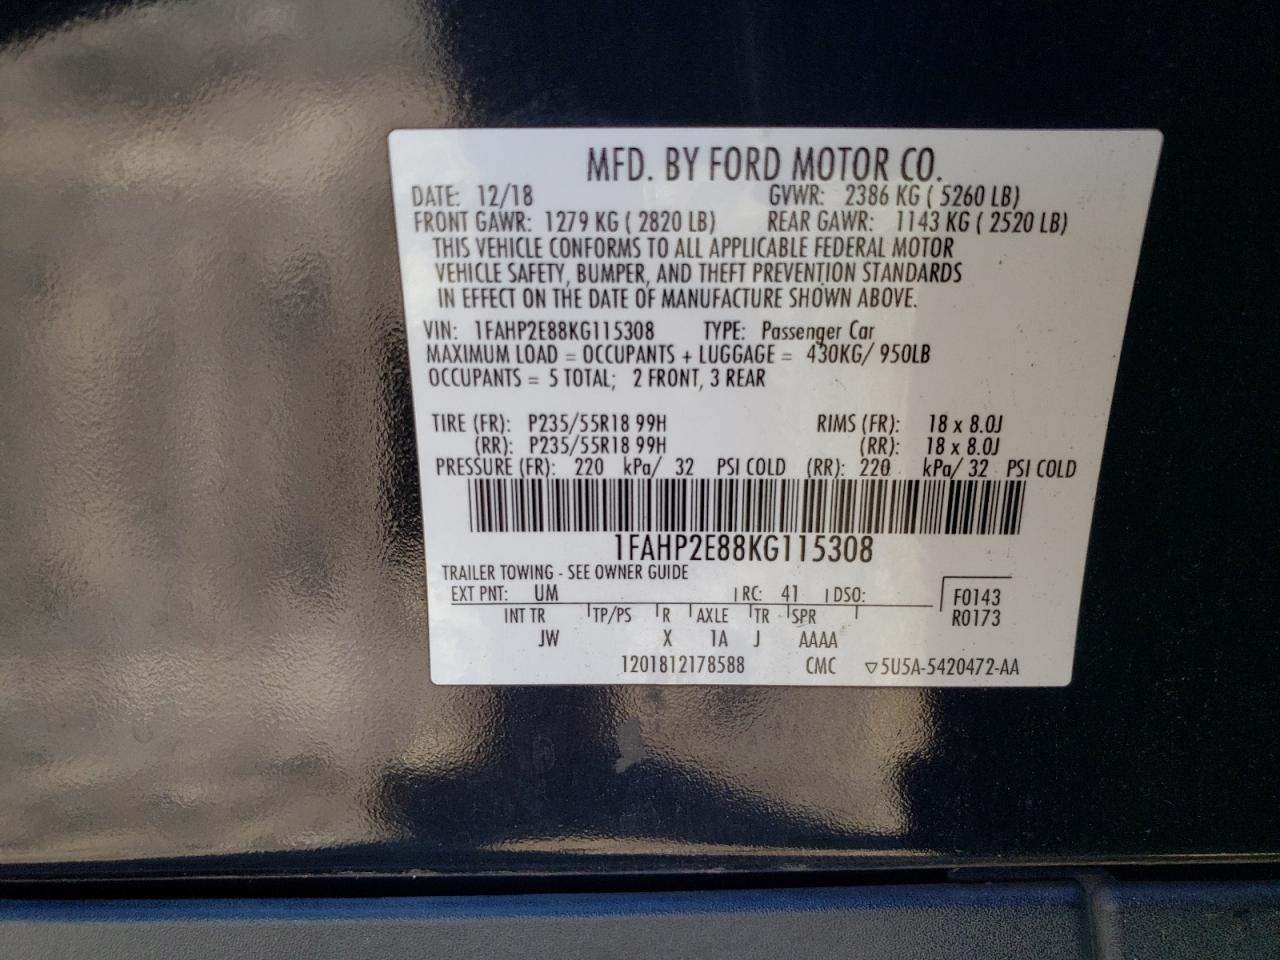 MFD. BY FORD MOTOR CO.
DATE: 12/18 GVWR: 2386 KG ( 5260 LB)
FRONT GAWR: 1279 KG ( 2820 LB) REAR GAWR: 1143 KG ( 2520 LB)
THIS VEHICLE CONFORMS TO ALL APPLICABLE FEDERAL MOTOR
VEHICLE SAFETY, BUMPER, AND THEFT PREVENTION STANDARDS
IN EFFECT ON THE DATE OF MANUFACTURE SHOWN ABOVE.
VIN: 1FAHP2E88KG115308 TYPE: Passenger Car
MAXIMUM LOAD = OCCUPANTS + LUGGAGE = 430KG/ 950LB
OCCUPANTS = 5 TOTAL; 2 FRONT, 3 REAR
TIRE (FR): P235/55R18 99H RIMS (FR): 18 x 8.0J
(RR): P235/55R18 99H (RR): 18 x 8.0J
PRESSURE (FR): 220 kPa/ 32 PSI COLD (RR): 220 kPa/ 32 PSI COLD
1FAHP2E88KG115308
TRAILER TOWING - SEE OWNER GUIDE
EXT PNT: UM RC: 41 DSO: F0143
INT TR TP/PS R AXLE TR SPR R0173
JW X 1A J AAAA
1201812178588 CMC ▽5U5A-5420472-AA